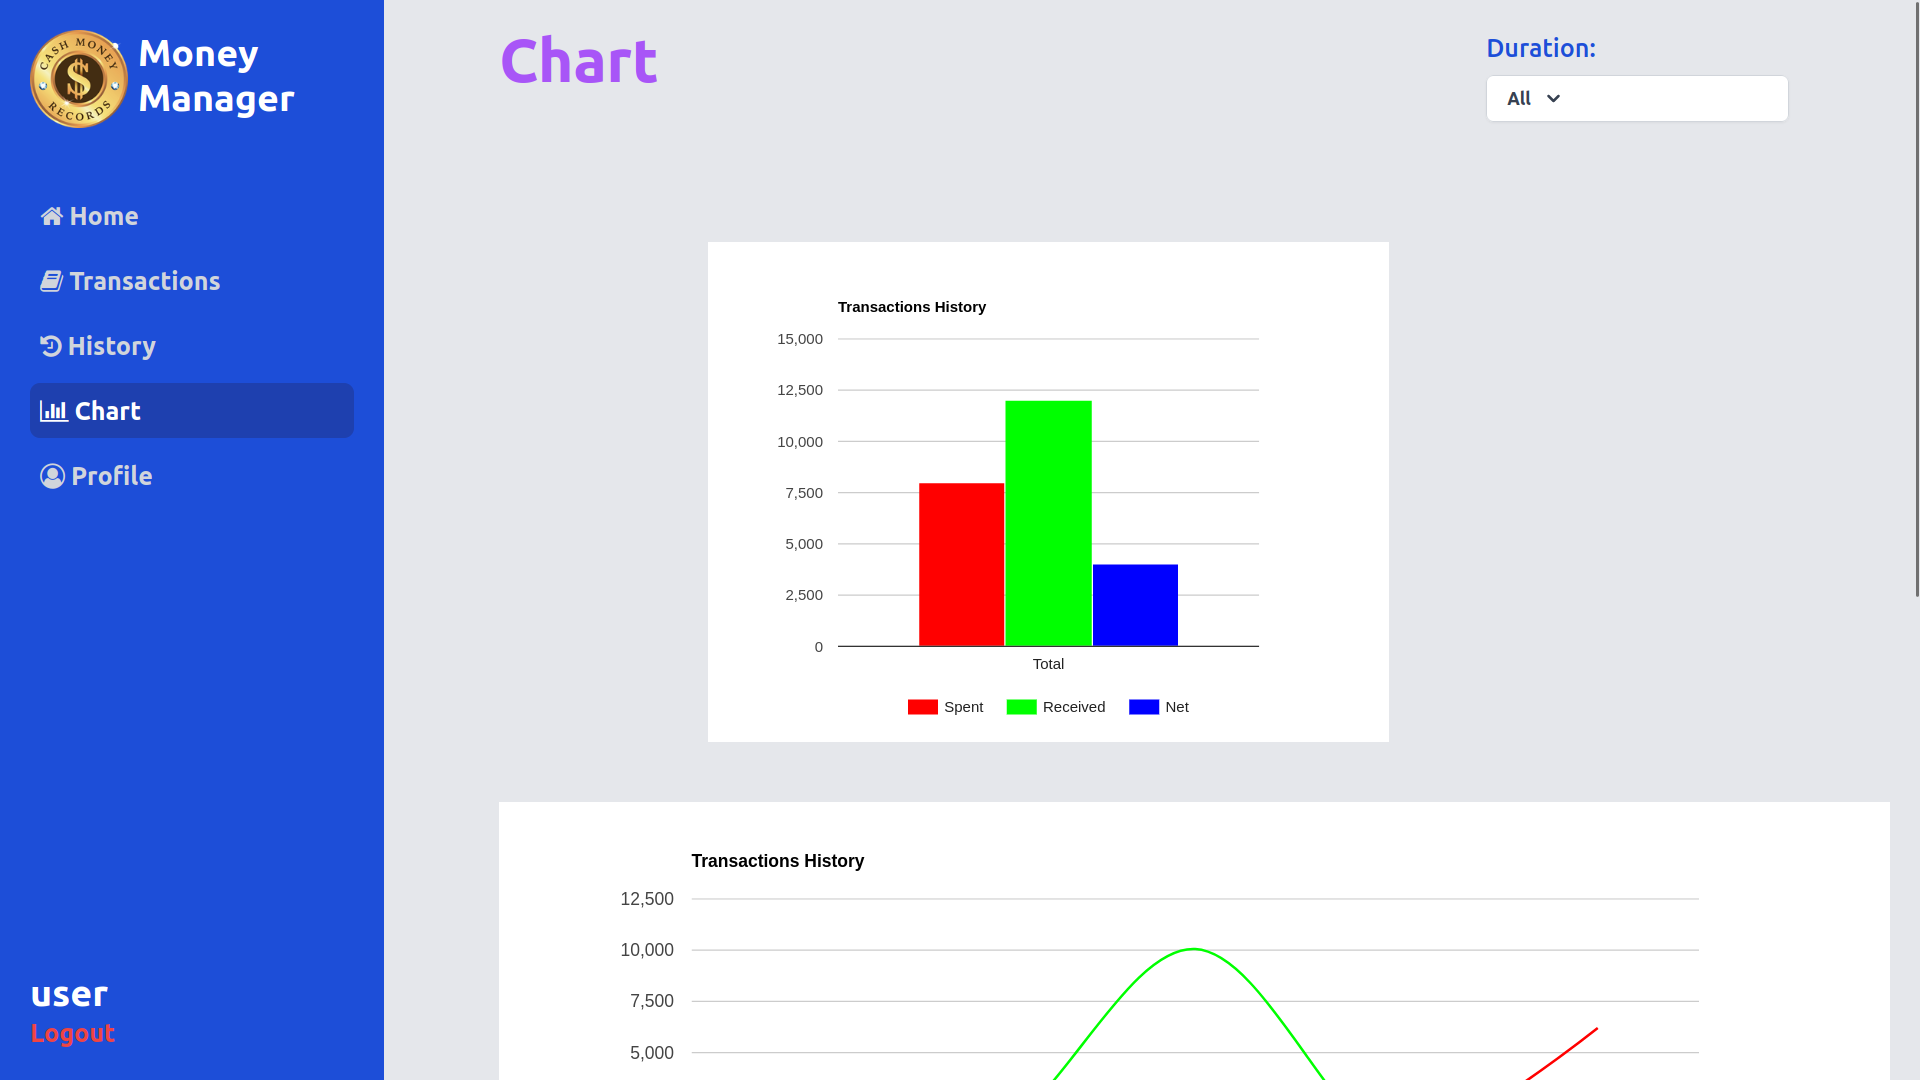 CASH MONEY
RECORDS
Money
Manager
Home
Transactions
History
Chart
Profile
user
Logout
Chart
Duration:
All
Transactions History
15,000
12,500
10,000
7,500
5,000
2,500
0
Total
Spent Received Net
Transactions History
12,500
10,000
7,500
5,000